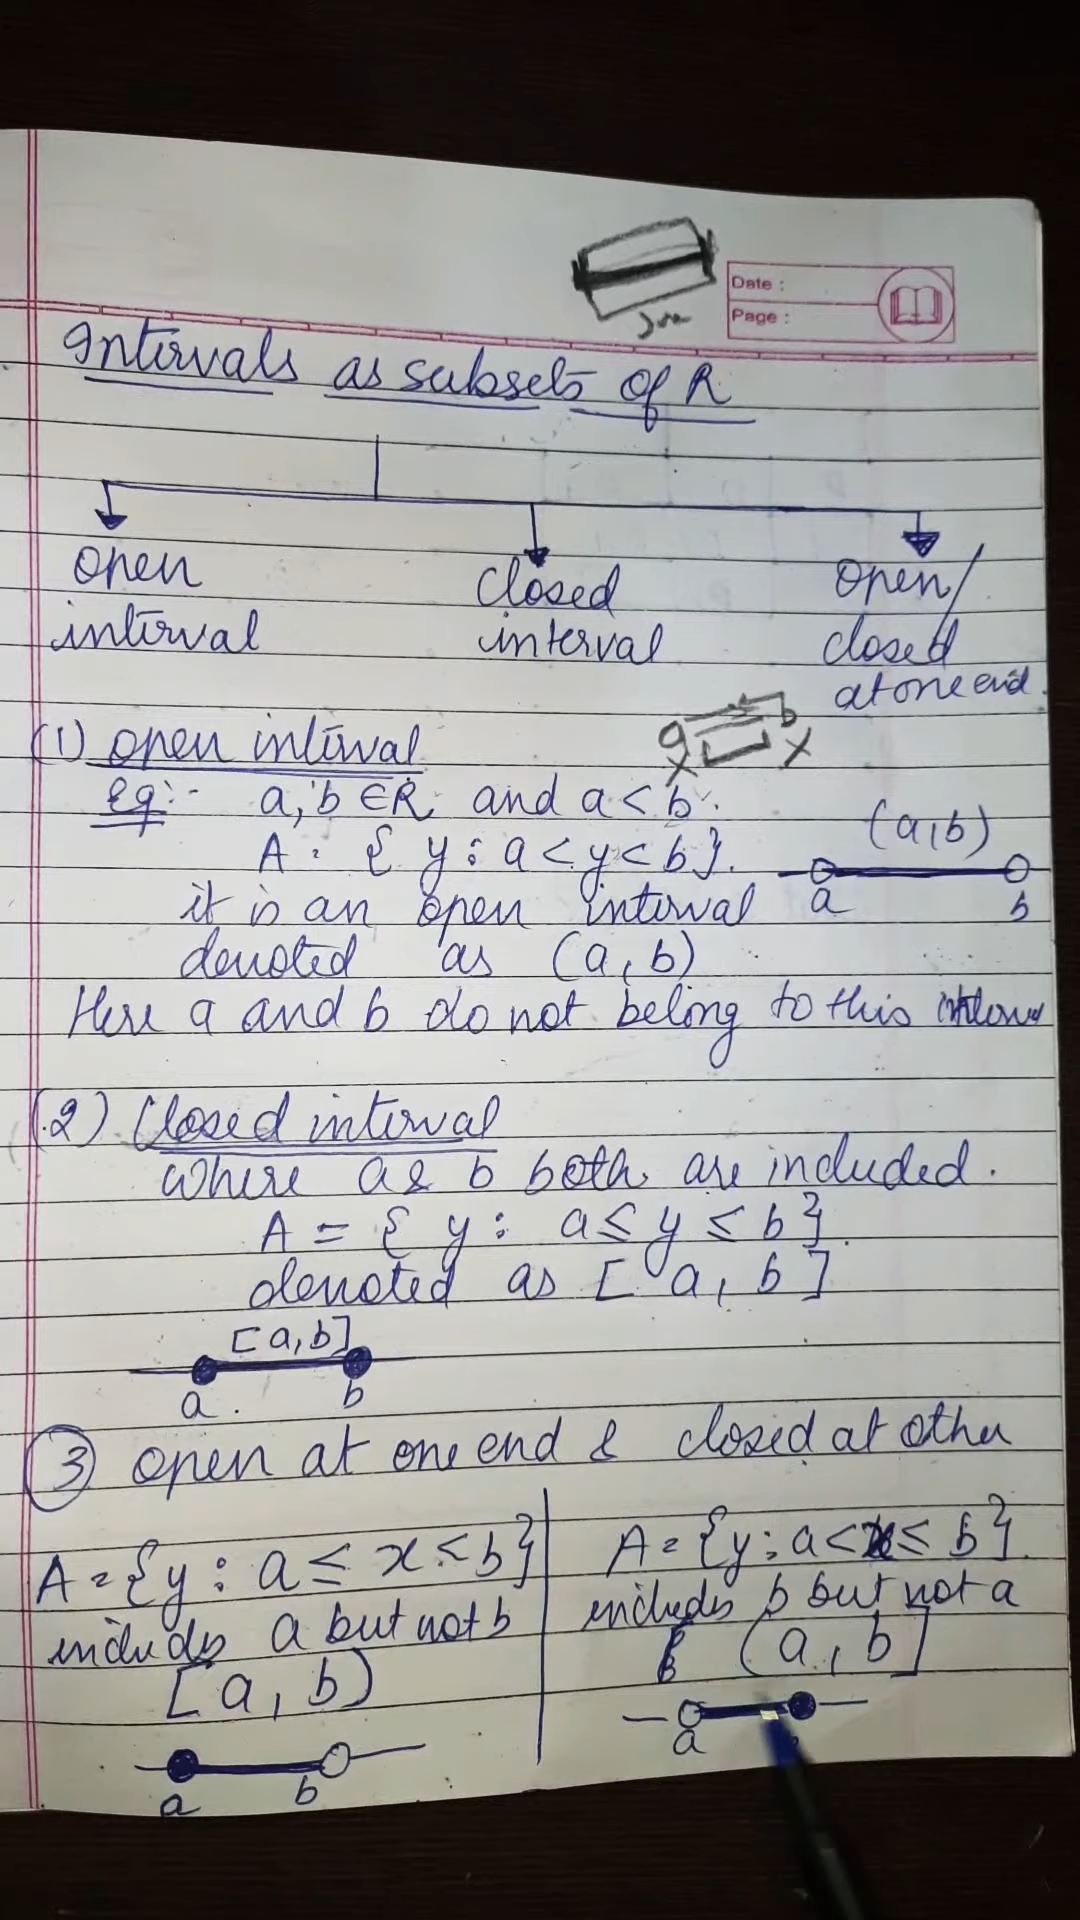 Date :
Page :
Intervals as subsets of R
open interval
Closed interval
open/ closed at one end.
(1) open interval
a b
x x
Eg:- a, b ∈ R and a < b.
A = { y : a < y < b }.
(a, b)
a b
it is an open interval
denoted as (a, b)
Here a and b do not belong to this
(2) Closed interval
where a & b both are included.
A = { y : a ≤ y ≤ b }.
denoted as [ a, b ]
[a, b]
a . b
(3) open at one end & closed at other
A = {y : a ≤ x < b}
includes a but not b
[a, b)
a b
A = {y : a < x ≤ b}.
includes b but not a
(a, b]
a